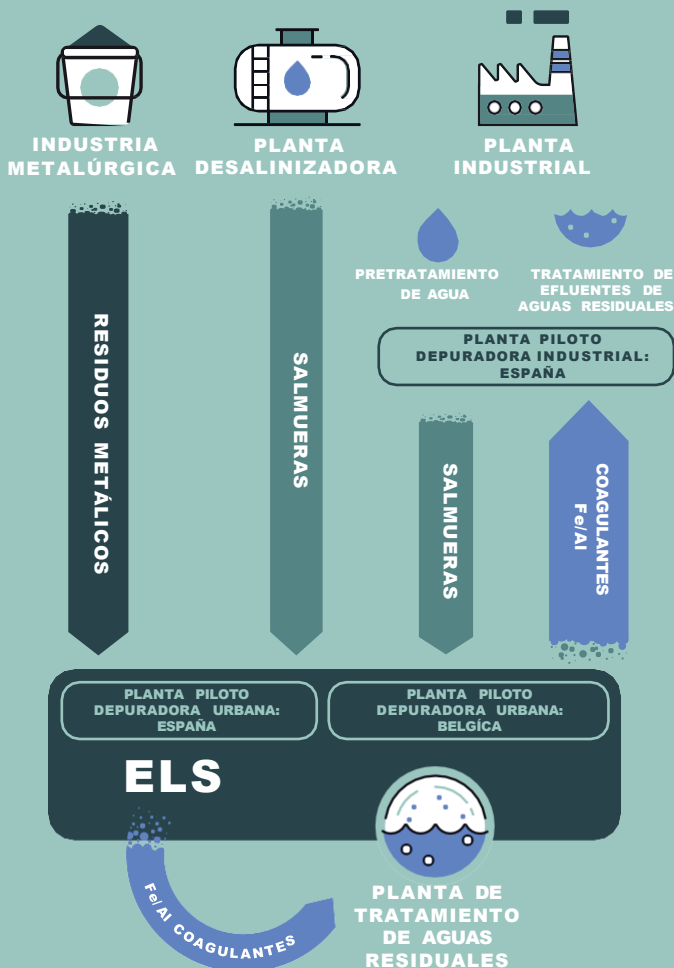 INDUSTRIA
METALÚRGICA
PLANTA
DESALINIZADORA
PLANTA
INDUSTRIAL
PRETRATAMIENTO
DE AGUA
TRATAMIENTO DE
EFLUENTES DE
AGUAS RESIDUALES
PLANTA PILOTO
DEPURADORA INDUSTRIAL:
ESPAÑA
RESIDUOS METÁLICOS
SALMUERAS
SALMUERAS
COAGULANTES
Fe/Al
PLANTA PILOTO
DEPURADORA URBANA:
ESPAÑA
PLANTA PILOTO
DEPURADORA URBANA:
BELGÍCA
ELS
Fe/Al COAGULANTES
PLANTA DE
TRATAMIENTO
DE AGUAS
RESIDUALES